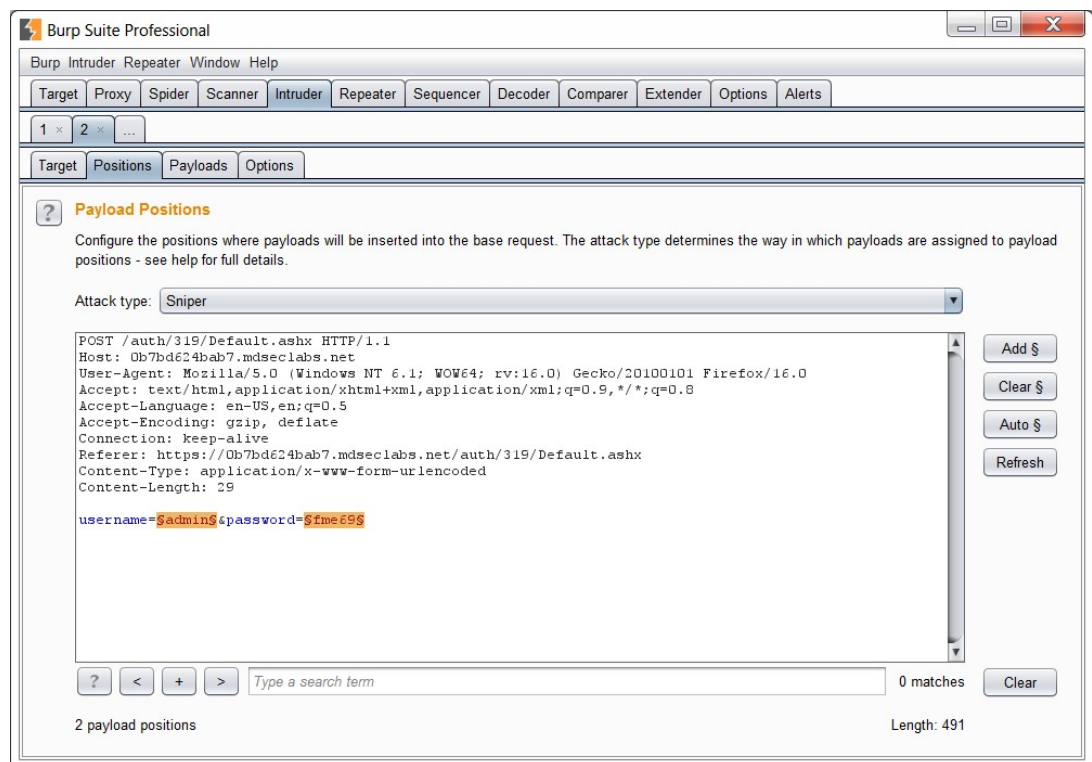 Burp Suite Professional
Burp Intruder Repeater Window Help
Target Proxy Spider Scanner Intruder Repeater Sequencer Decoder Comparer Extender Options Alerts
1 × 2 × ...
Target Positions Payloads Options
? Payload Positions
Configure the positions where payloads will be inserted into the base request. The attack type determines the way in which payloads are assigned to payload
positions - see help for full details.
Attack type: Sniper
POST /auth/319/Default.ashx HTTP/1.1
Host: 0b7bd624bab7.mdseclabs.net
User-Agent: Mozilla/5.0 (Windows NT 6.1; WOW64; rv:16.0) Gecko/20100101 Firefox/16.0
Accept: text/html,application/xhtml+xml,application/xml;q=0.9,*/*;q=0.8
Accept-Language: en-US,en;q=0.5
Accept-Encoding: gzip, deflate
Connection: keep-alive
Referer: https://0b7bd624bab7.mdseclabs.net/auth/319/Default.ashx
Content-Type: application/x-www-form-urlencoded
Content-Length: 29
username=§admin§&password=§fme69§
Add §
Clear §
Auto §
Refresh
? < + > Type a search term 0 matches Clear
2 payload positions Length: 491